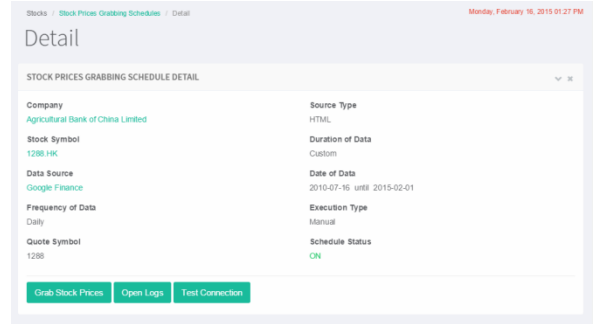 Stocks / Stock Prices Grabbing Schedules / Detail
Monday, February 16, 2015 01:27 PM
Detail
STOCK PRICES GRABBING SCHEDULE DETAIL
Company
Agricultural Bank of China Limited
Stock Symbol
1288.HK
Data Source
Google Finance
Frequency of Data
Daily
Quote Symbol
1288
Source Type
HTML
Duration of Data
Custom
Date of Data
2010-07-16 until 2015-02-01
Execution Type
Manual
Schedule Status
ON
Grab Stock Prices
Open Logs
Test Connection